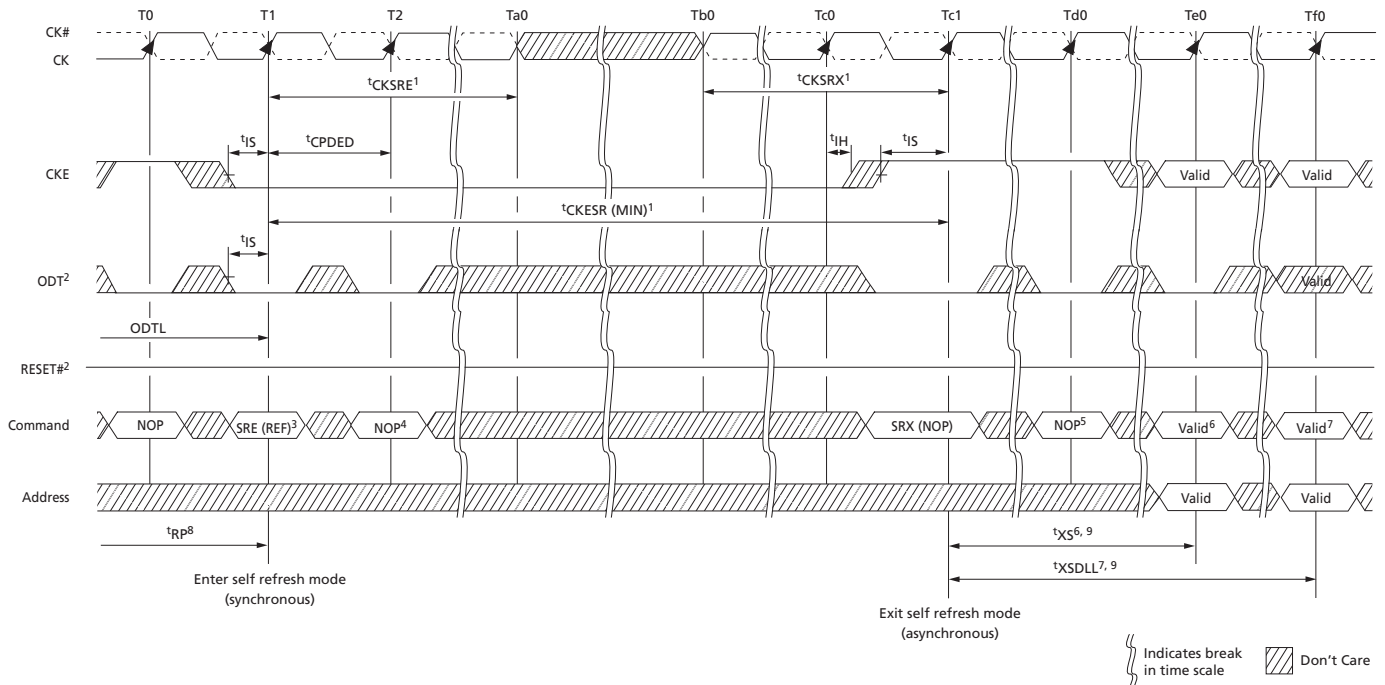 T0 T1 T2 Ta0 Tb0 Tc0 Tc1 Td0 Te0 Tf0
CK#
CK
tCKSRE1 tCKSRX1
tIS tCPDED tIH tIS
CKE Valid Valid
tCKESR (MIN)1
tIS
ODT2 Valid
ODTL
RESET#2
Command NOP SRE (REF)3 NOP4 SRX (NOP) NOP5 Valid6 Valid7
Address Valid Valid
tRP8 tXS6, 9
tXSDLL7, 9
Enter self refresh mode
(synchronous)
Exit self refresh mode
(asynchronous)
Indicates break
in time scale
Don't Care